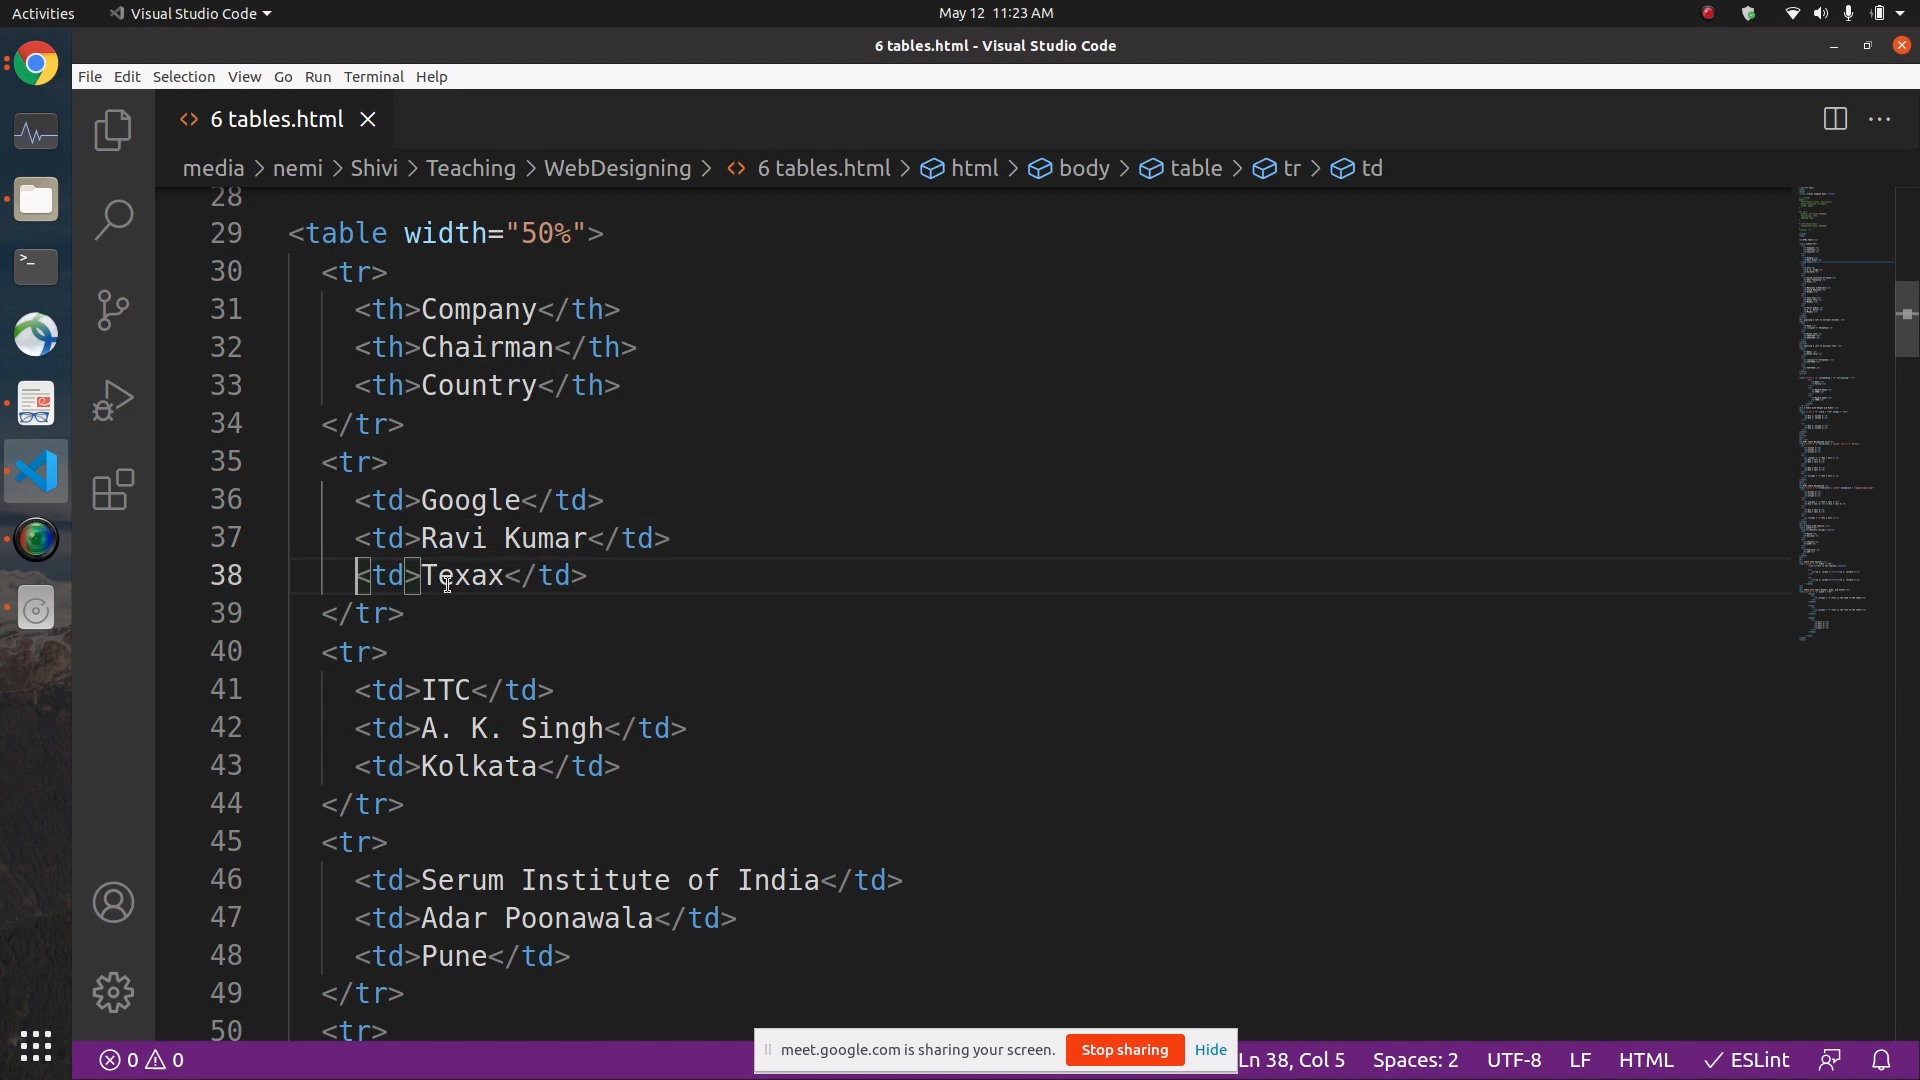 Activities
Visual Studio Code
May 12 11:23 AM
6 tables.html - Visual Studio Code
File Edit Selection View Go Run Terminal Help
6 tables.html
media > nemi > Shivi > Teaching > WebDesigning > 6 tables.html > html > body > table > tr > td
28
29 <table width="50%">
30 <tr>
31 <th>Company</th>
32 <th>Chairman</th>
33 <th>Country</th>
34 </tr>
35 <tr>
36 <td>Google</td>
37 <td>Ravi Kumar</td>
38 <td>Texax</td>
39 </tr>
40 <tr>
41 <td>ITC</td>
42 <td>A. K. Singh</td>
43 <td>Kolkata</td>
44 </tr>
45 <tr>
46 <td>Serum Institute of India</td>
47 <td>Adar Poonawala</td>
48 <td>Pune</td>
49 </tr>
50 <tr>
meet.google.com is sharing your screen. Stop sharing Hide
0 0 Ln 38, Col 5 Spaces: 2 UTF-8 LF HTML ESLint